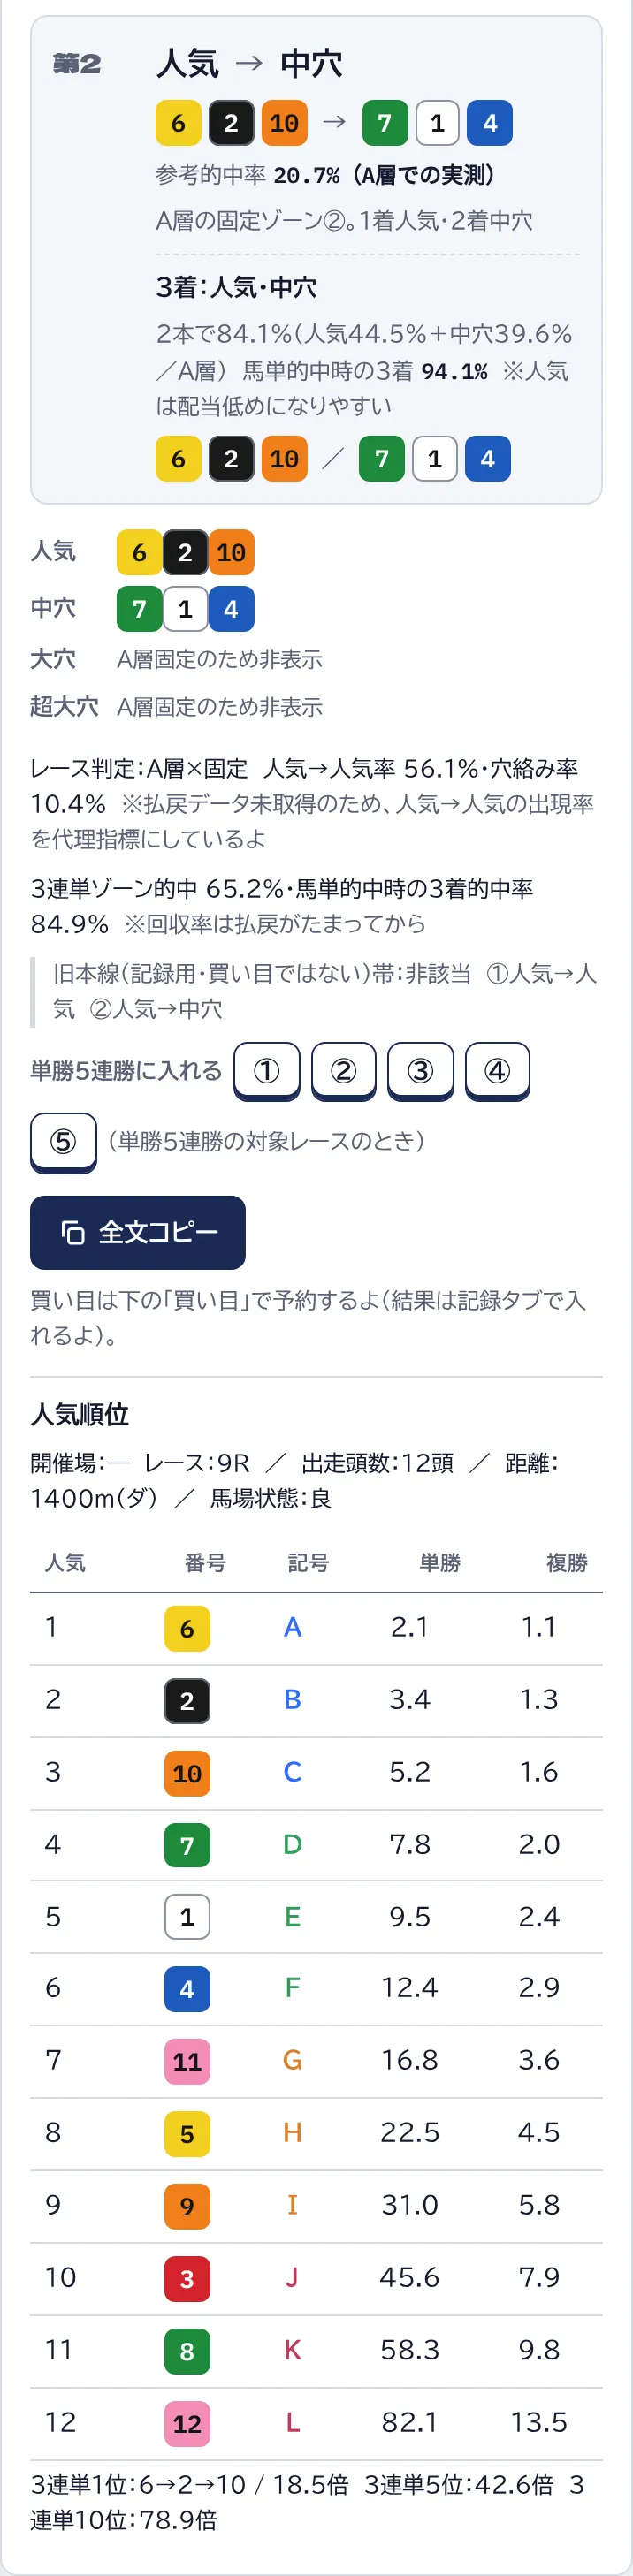 第2 人気 → 中穴
6 2 10 → 7 1 4
参考的中率 20.7%（A層での実測）
A層の固定ゾーン②。1着人気・2着中穴
3着：人気・中穴
2本で84.1%（人気44.5%＋中穴39.6%
／A層） 馬単的中時の3着 94.1% ※人気
は配当低めになりやすい
6 2 10 ／ 7 1 4
人気 6 2 10
中穴 7 1 4
大穴 A層固定のため非表示
超大穴 A層固定のため非表示
レース判定：A層×固定 人気→人気率 56.1%・穴絡み率
10.4% ※払戻データ未取得のため、人気→人気の出現率
を代理指標にしているよ
3連単ゾーン的中 65.2%・馬単的中時の3着的中率
84.9% ※回収率は払戻がたまってから
旧本線（記録用・買い目ではない）帯：非該当 ①人気→人
気 ②人気→中穴
単勝5連勝に入れる ① ② ③ ④
⑤ （単勝5連勝の対象レースのとき）
全文コピー
買い目は下の「買い目」で予約するよ（結果は記録タブで入
れるよ）。
人気順位
開催場：— レース：9R ／ 出走頭数：12頭 ／ 距離：
1400m（ダ） ／ 馬場状態：良
人気 番号 記号 単勝 複勝
1 6 A 2.1 1.1
2 2 B 3.4 1.3
3 10 C 5.2 1.6
4 7 D 7.8 2.0
5 1 E 9.5 2.4
6 4 F 12.4 2.9
7 11 G 16.8 3.6
8 5 H 22.5 4.5
9 9 I 31.0 5.8
10 3 J 45.6 7.9
11 8 K 58.3 9.8
12 12 L 82.1 13.5
3連単1位：6→2→10 / 18.5倍 3連単5位：42.6倍 3
連単10位：78.9倍